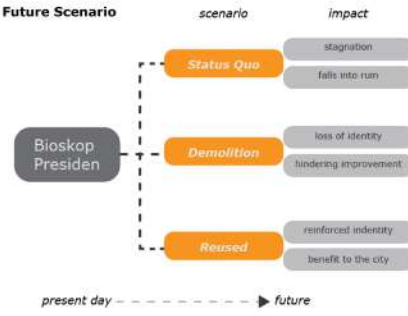 Future Scenario
scenario
impact
Status Quo
stagnation
falls into ruin
Bioskop
Presiden
Demolition
loss of identity
hindering improvement
Reused
reinforced indentity
benefit to the city
present day
future